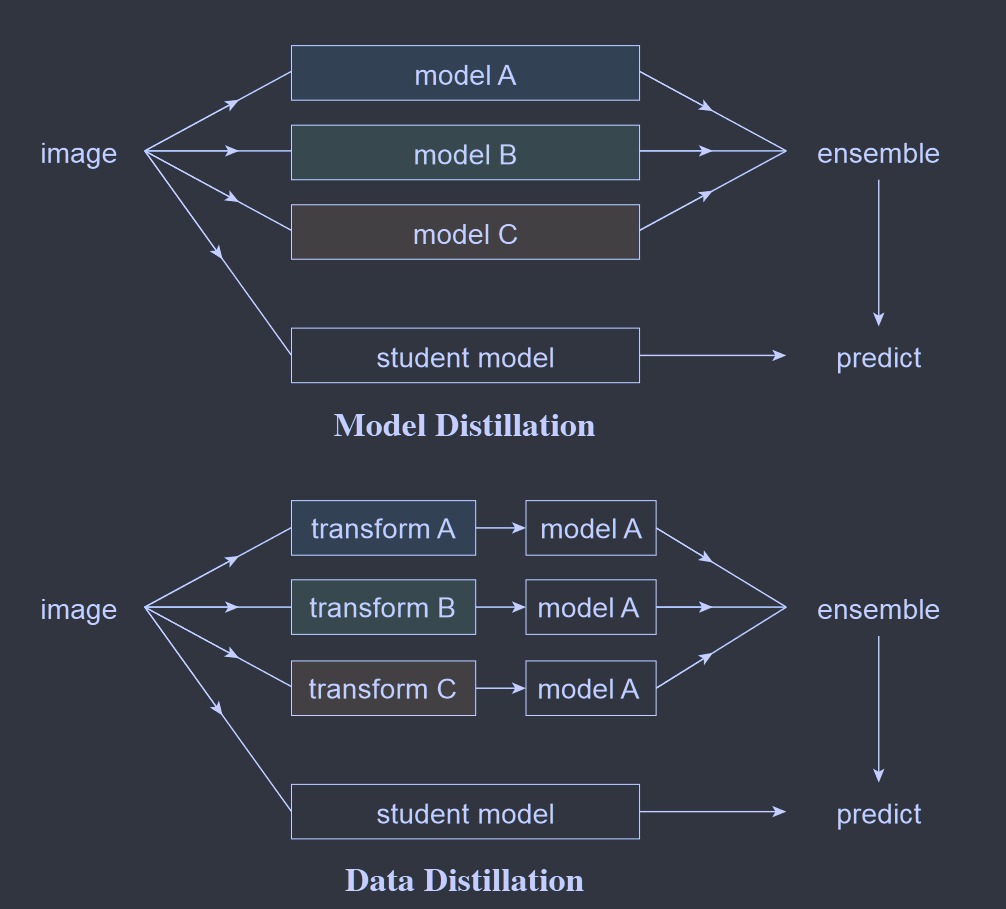 model A
image
model B
ensemble
model C
student model
predict
Model Distillation
transform A
model A
image
transform B
model A
ensemble
transform C
model A
student model
predict
Data Distillation